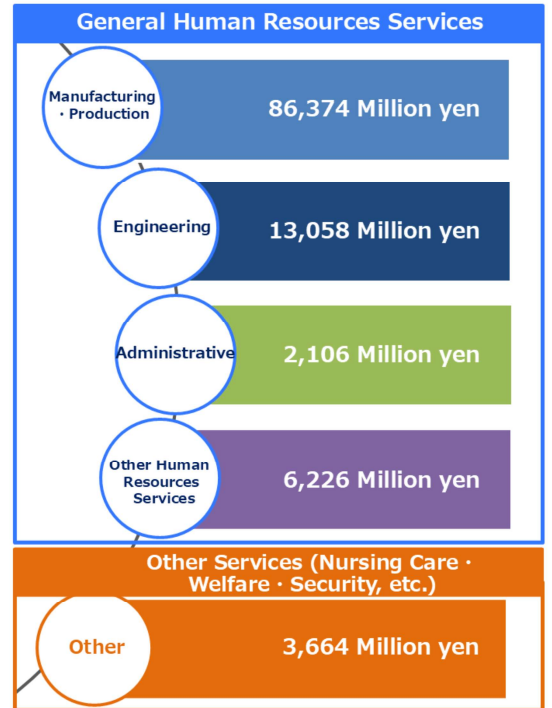 General Human Resources Services
Manufacturing
・Production
86,374 Million yen
Engineering
13,058 Million yen
Administrative
2,106 Million yen
Other Human
Resources
Services
6,226 Million yen
Other Services (Nursing Care・
Welfare・Security, etc.)
Other
3,664 Million yen